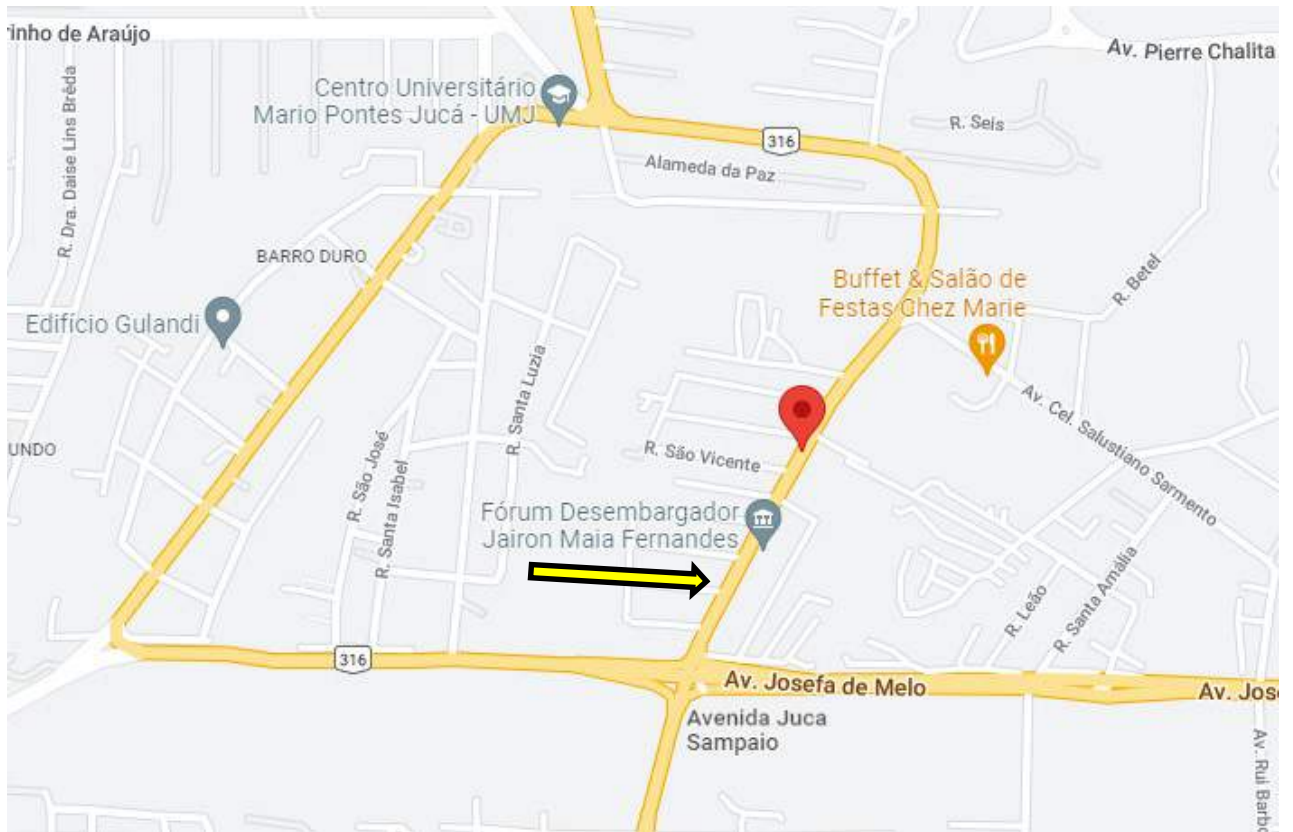 rinho de Araújo
Av. Pierre Chalita
R. Dra. Daise Lins Brêda
Centro Universitário
Mario Pontes Jucá - UMJ
316
R. Seis
Alameda da Paz
BARRO DURO
R. Betel
Buffet & Salão de
Festas Chez Marie
Edifício Gulandi
R. Santa Luzia
Av. Cel. Salustiano Sarmento
UNDO
R. São José
R. Santa Isabel
R. São Vicente
Fórum Desembargador
Jairon Maia Fernandes
R. Leão
R. Santa Amália
316
Av. Josefa de Melo
Av. Jos
Avenida Juca
Sampaio
Av. Rui Barb